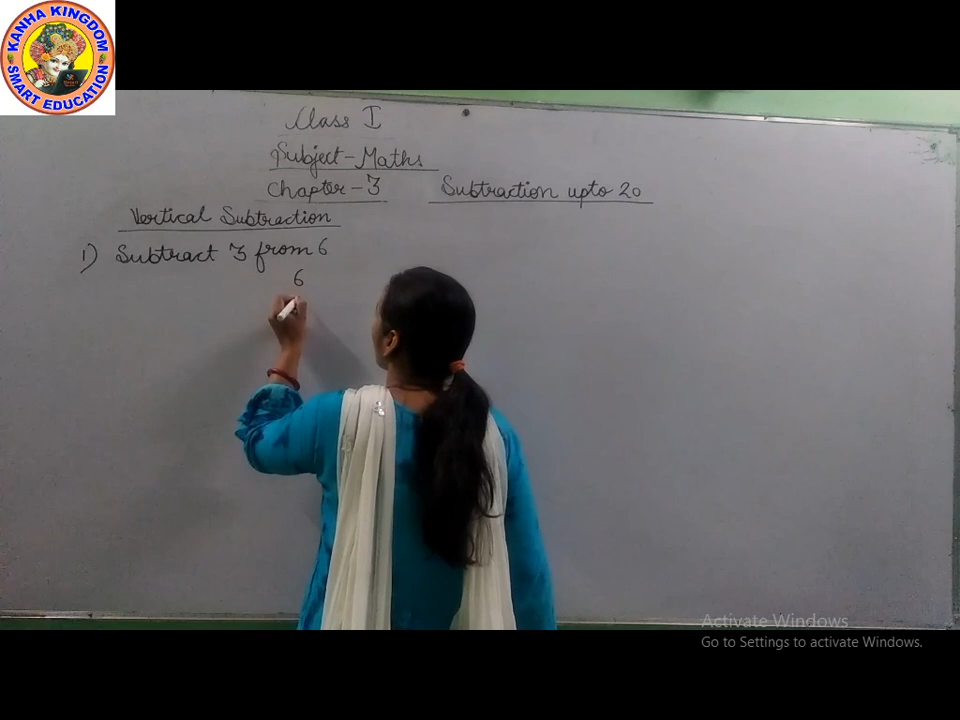 KANHA KINGDOM
SMART EDUCATION
Class I
Subject-Maths
Chapter-3 Subtraction upto 20
Vertical Subtraction
1) Subtract 3 from 6
6
Activate Windows
Go to Settings to activate Windows.